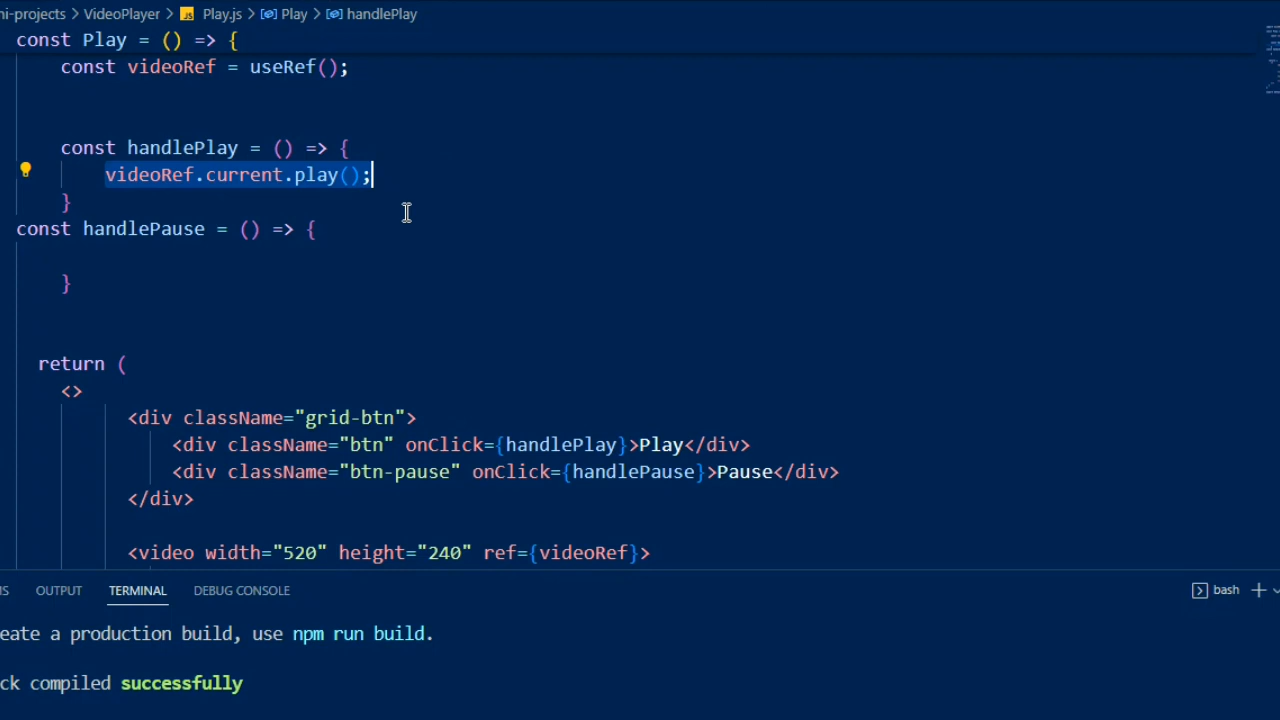 ni-projects > VideoPlayer > JS Play.js > Play > handlePlay
const Play = () => {
const videoRef = useRef();
const handlePlay = () => {
videoRef.current.play();
}
const handlePause = () => {
}
return (
<>
<div className="grid-btn">
<div className="btn" onClick={handlePlay}>Play</div>
<div className="btn-pause" onClick={handlePause}>Pause</div>
</div>
<video width="520" height="240" ref={videoRef}>
MS OUTPUT TERMINAL DEBUG CONSOLE bash
eate a production build, use npm run build.
ck compiled successfully